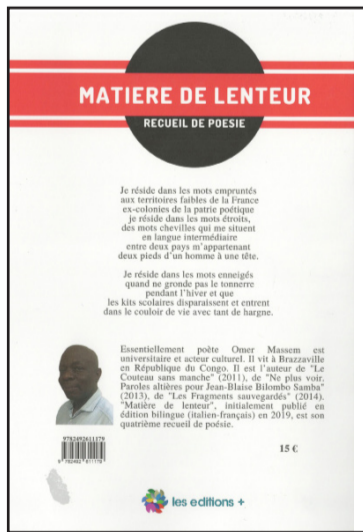 MATIERE DE LENTEUR
RECUEIL DE POESIE
Je réside dans les mots empruntés
aux territoires faibles de la France
ex-colonies de la patrie poétique
je réside dans les mots étroits,
des mots chevilles qui me situent
en langue intermédiaire
entre deux pays m'appartenant
deux pieds d'un homme à une tête.
Je réside dans les mots enneigés
quand ne gronde pas le tonnerre
pendant l'hiver et que
les kits scolaires disparaissent et entrent
dans le couloir de vie avec tant de hargne.
Essentiellement poète Omer Massem est
universitaire et acteur culturel. Il vit à Brazzaville
en République du Congo. Il est l'auteur de "Le
Couteau sans manche" (2011), de "Ne plus voir,
Paroles altières pour Jean-Blaise Bilombo Samba"
(2013), de "Les Fragments sauvegardés" (2014).
"Matière de lenteur", initialement publié en
édition bilingue (italien-français) en 2019, est son
quatrième recueil de poésie.
9782492611179
9 782492 611179
15 €
les editions +